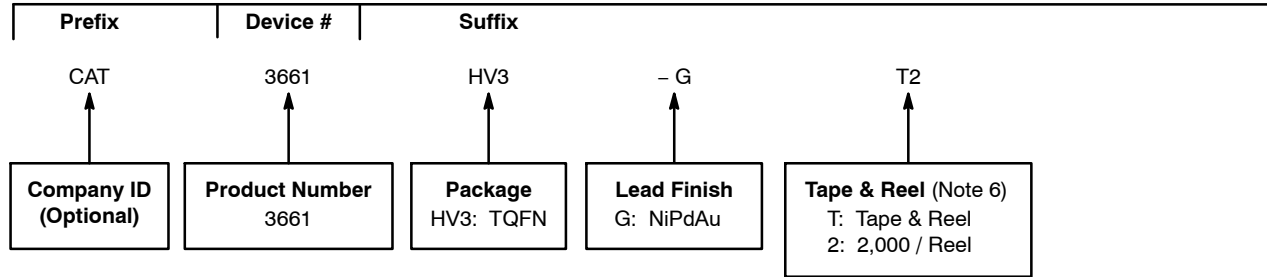 Prefix Device # Suffix
CAT 3661 HV3 – G T2
Company ID
(Optional)
Product Number
3661
Package
HV3: TQFN
Lead Finish
G: NiPdAu
Tape & Reel (Note 6)
T: Tape & Reel
2: 2,000 / Reel